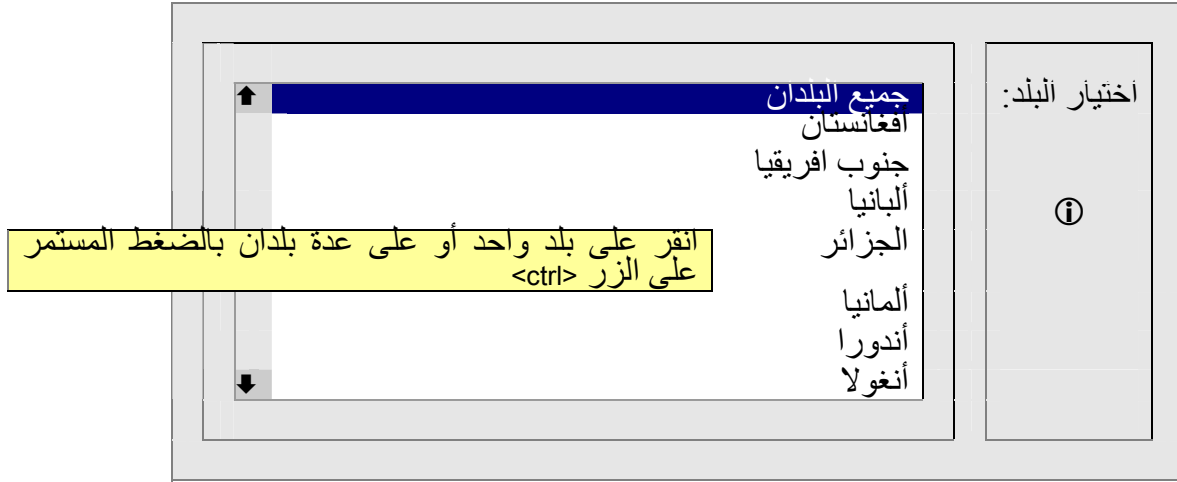 اختيار البلد:
جميع البلدان
أفغانستان
جنوب افريقيا
ألبانيا
الجزائر
انقر على بلد واحد أو على عدة بلدان بالضغط المستمر
على الزر <ctrl>
ألمانيا
أندورا
أنغولا